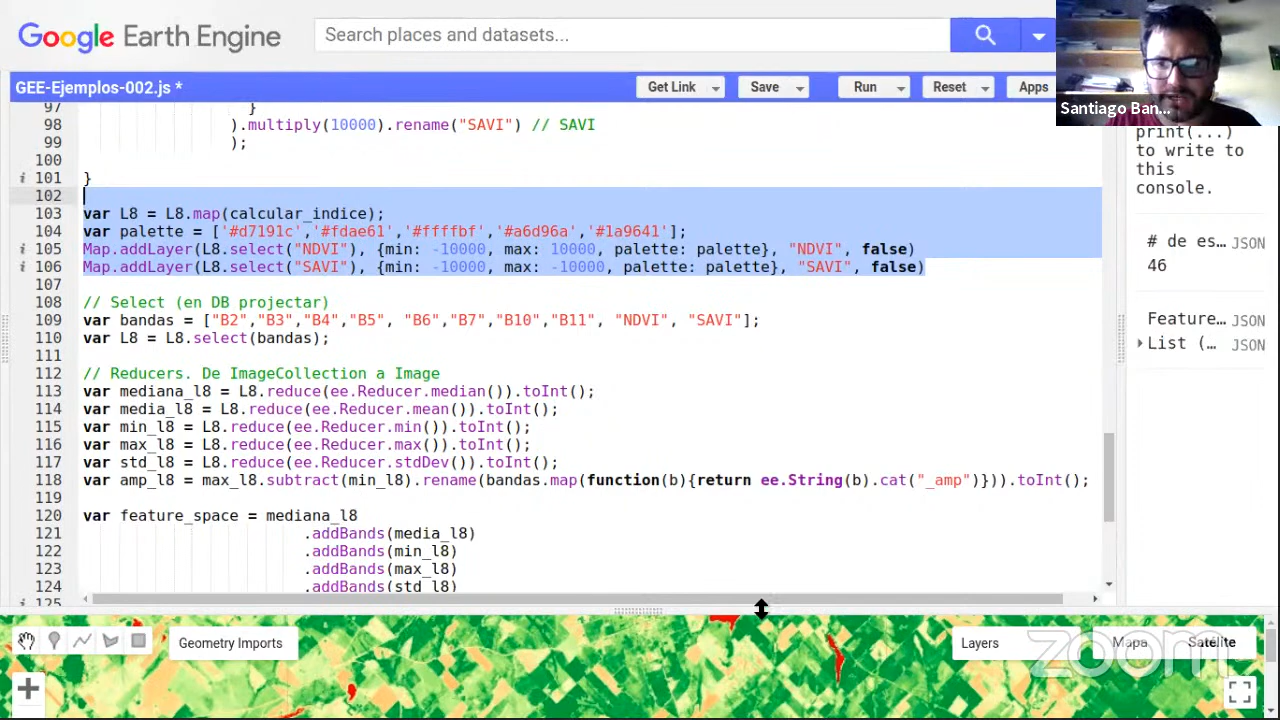 Google Earth Engine
Search places and datasets...
Santiago Ban...
GEE-Ejemplos-002.js *
Get Link
Save
Run
Reset
Apps
97 }
98 ).multiply(10000).rename("SAVI") // SAVI
99 );
100
101 }
102
103 var L8 = L8.map(calcular_indice);
104 var palette = ['#d7191c','#fdae61','#ffffbf','#a6d96a','#1a9641'];
105 Map.addLayer(L8.select("NDVI"), {min: -10000, max: 10000, palette: palette}, "NDVI", false)
106 Map.addLayer(L8.select("SAVI"), {min: -10000, max: -10000, palette: palette}, "SAVI", false)
107
108 // Select (en DB projectar)
109 var bandas = ["B2","B3","B4","B5", "B6","B7","B10","B11", "NDVI", "SAVI"];
110 var L8 = L8.select(bandas);
111
112 // Reducers. De ImageCollection a Image
113 var mediana_l8 = L8.reduce(ee.Reducer.median()).toInt();
114 var media_l8 = L8.reduce(ee.Reducer.mean()).toInt();
115 var min_l8 = L8.reduce(ee.Reducer.min()).toInt();
116 var max_l8 = L8.reduce(ee.Reducer.max()).toInt();
117 var std_l8 = L8.reduce(ee.Reducer.stdDev()).toInt();
118 var amp_l8 = max_l8.subtract(min_l8).rename(bandas.map(function(b){return ee.String(b).cat("_amp")})).toInt();
119
120 var feature_space = mediana_l8
121 .addBands(media_l8)
122 .addBands(min_l8)
123 .addBands(max_l8)
124 .addBands(std_l8)
125
print(...)
to write to
this
console.
# de es... JSON
46
Feature... JSON
List (... JSON
Geometry Imports
Layers
Mapa
Satélite
zoom